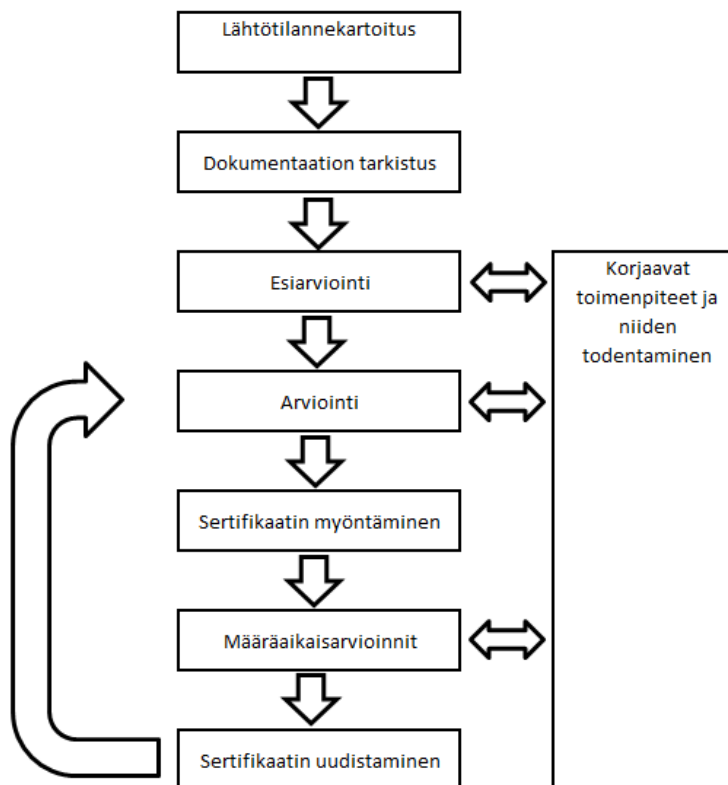 Lähtötilannekartoitus
Dokumentaation tarkistus
Esiarviointi
Korjaavat
toimenpiteet ja
niiden
todentaminen
Arviointi
Sertifikaatin myöntäminen
Määräaikaisarvioinnit
Sertifikaatin uudistaminen